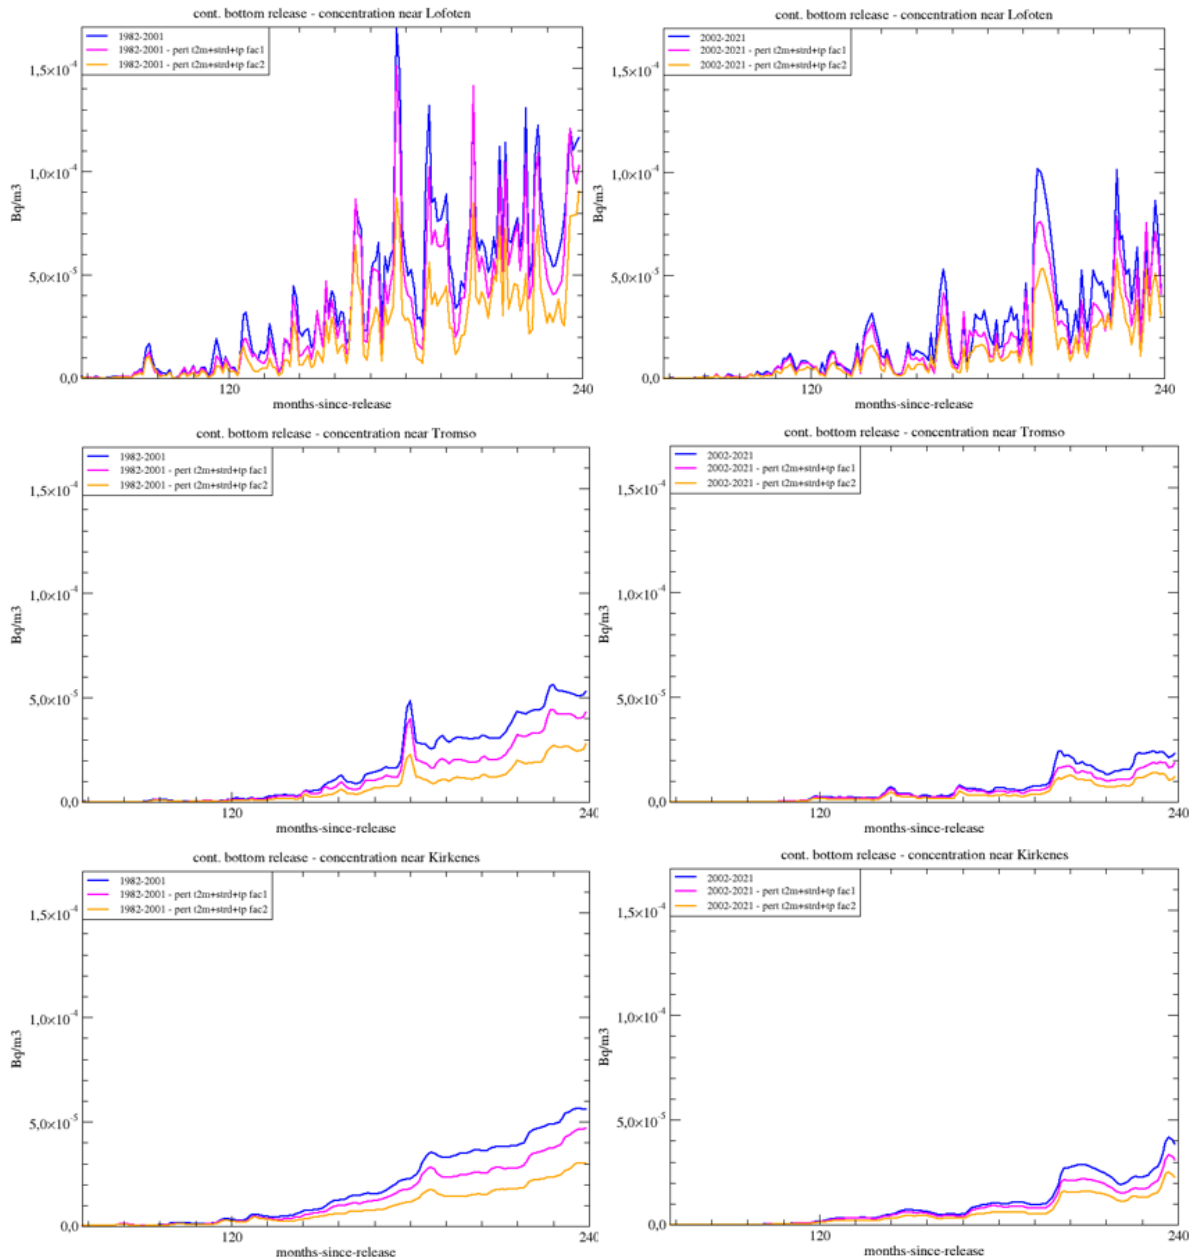 cont. bottom release - concentration near Lofoten
1982-2001
1982-2001 - pert t2m+strd+tp fac1
1982-2001 - pert t2m+strd+tp fac2
1,5×10-4
1,0×10-4
5,0×10-5
0,0
120
240
Bq/m3
months-since-release
cont. bottom release - concentration near Lofoten
2002-2021
2002-2021 - pert t2m+strd+tp fac1
2002-2021 - pert t2m+strd+tp fac2
1,5×10-4
1,0×10-4
5,0×10-5
0,0
120
240
Bq/m3
months-since-release
cont. bottom release - concentration near Tromso
1982-2001
1982-2001 - pert t2m+strd+tp fac1
1982-2001 - pert t2m+strd+tp fac2
1,5×10-4
1,0×10-4
5,0×10-5
0,0
120
240
Bq/m3
months-since-release
cont. bottom release - concentration near Tromso
2002-2021
2002-2021 - pert t2m+strd+tp fac1
2002-2021 - pert t2m+strd+tp fac2
1,5×10-4
1,0×10-4
5,0×10-5
0,0
120
240
Bq/m3
months-since-release
cont. bottom release - concentration near Kirkenes
1982-2001
1982-2001 - pert t2m+strd+tp fac1
1982-2001 - pert t2m+strd+tp fac2
1,5×10-4
1,0×10-4
5,0×10-5
0,0
120
240
Bq/m3
months-since-release
cont. bottom release - concentration near Kirkenes
2002-2021
2002-2021 - pert t2m+strd+tp fac1
2002-2021 - pert t2m+strd+tp fac2
1,5×10-4
1,0×10-4
5,0×10-5
0,0
120
240
Bq/m3
months-since-release